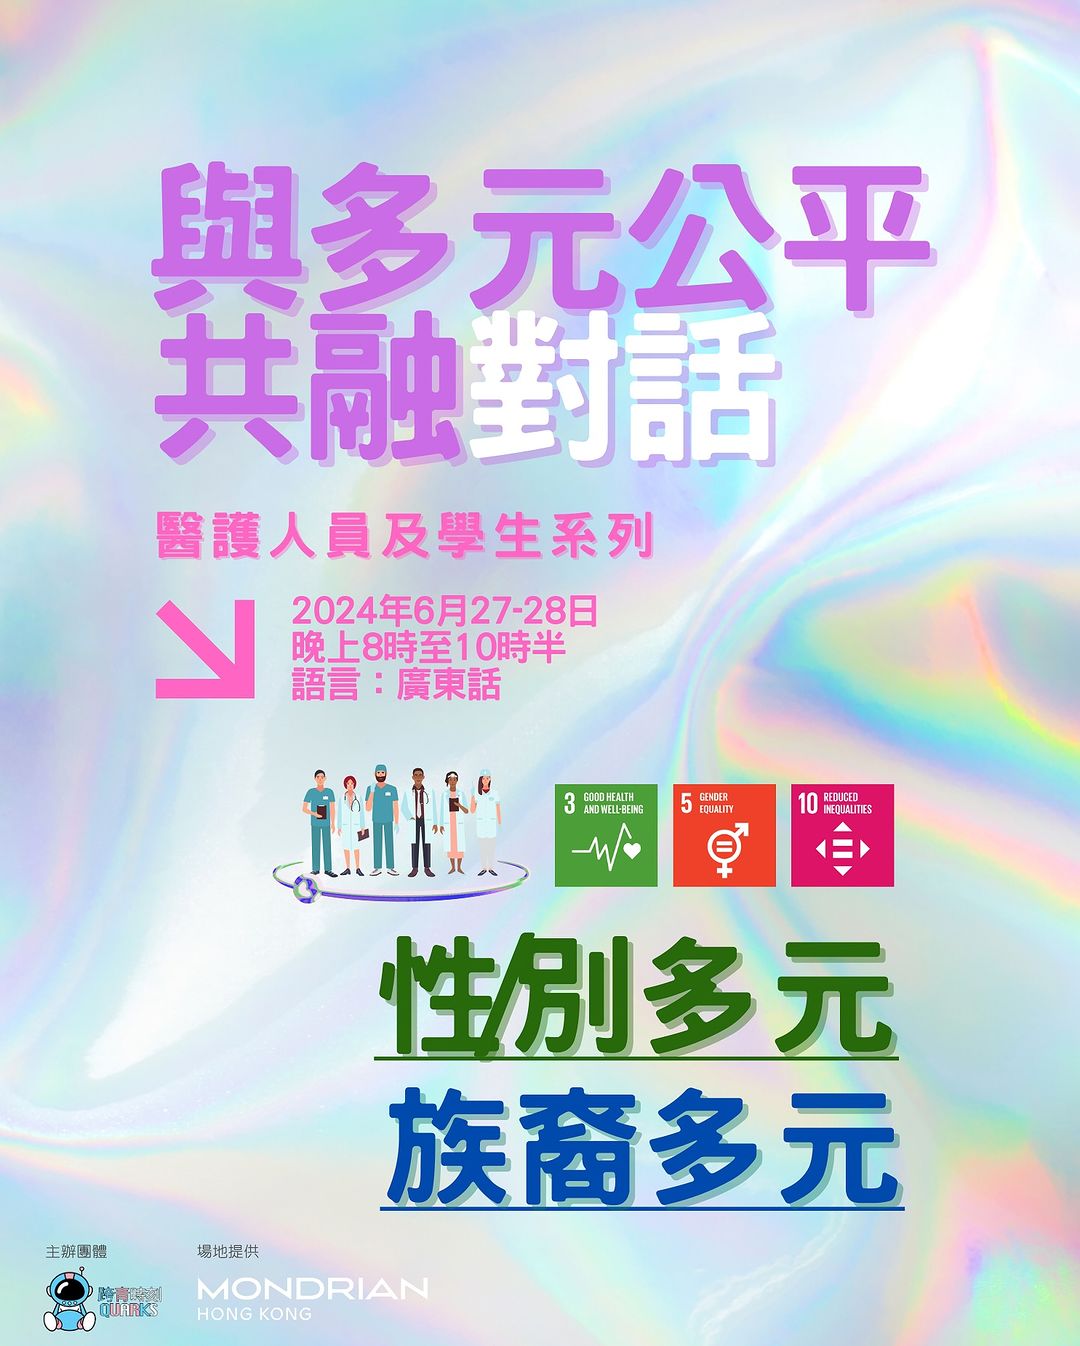 與多元公平
共融對話
醫護人員及學生系列
2024年6月27-28日
晚上8時至10時半
語言：廣東話
3 GOOD HEALTH
AND WELL-BEING
5 GENDER
EQUALITY
10 REDUCED
INEQUALITIES
性/別多元
族裔多元
主辦團體
跨青時刻
QUARKS
場地提供
MONDRIAN
HONG KONG